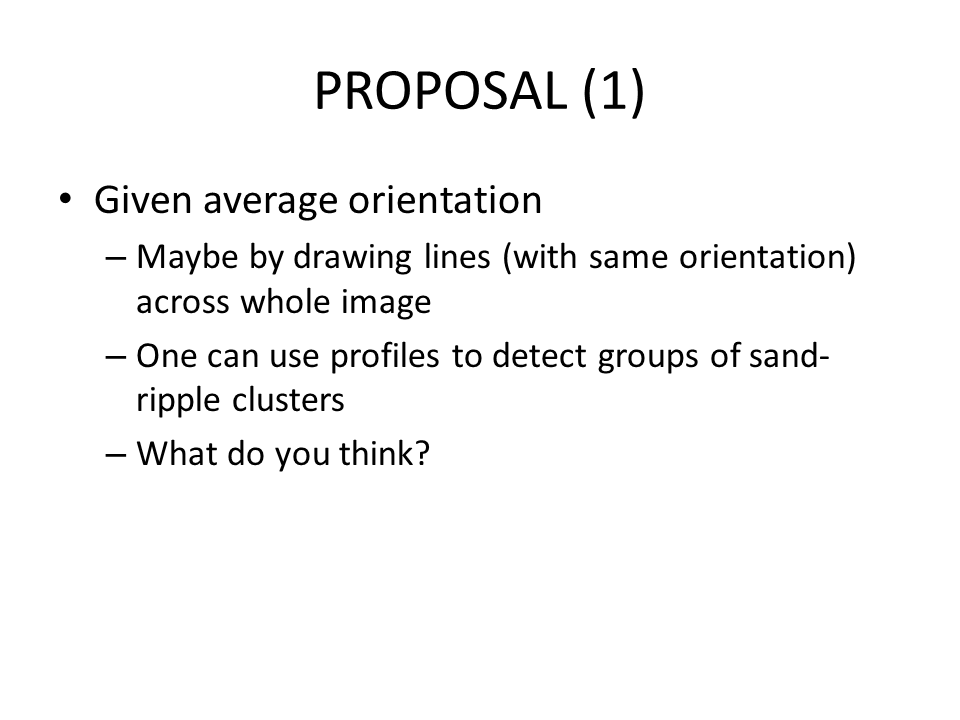 PROPOSAL (1)
• Given average orientation
– Maybe by drawing lines (with same orientation)
across whole image
– One can use profiles to detect groups of sand-
ripple clusters
– What do you think?